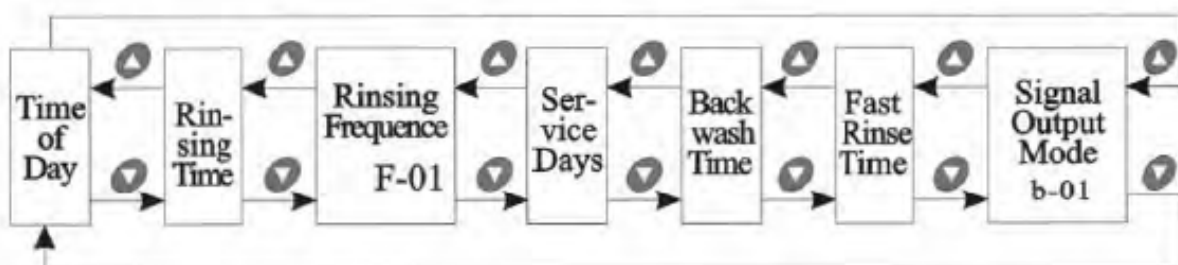 Time
of
Day
Rin-
sing
Time
Rinsing
Frequence
F-01
Ser-
vice
Days
Back
wash
Time
Fast
Rinse
Time
Signal
Output
Mode
b-01